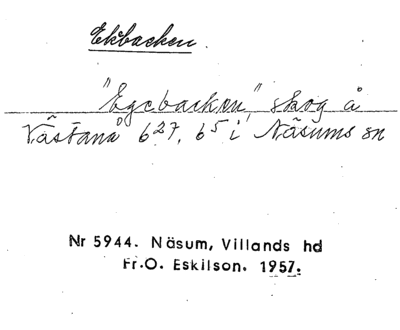 Ekbacken.
"Egebacken", skog å
Västanå 6²⁷, 6⁵ i Näsums sn
Nr 5944. Näsum, Villands hd
Fr.O. Eskilson. 1957.